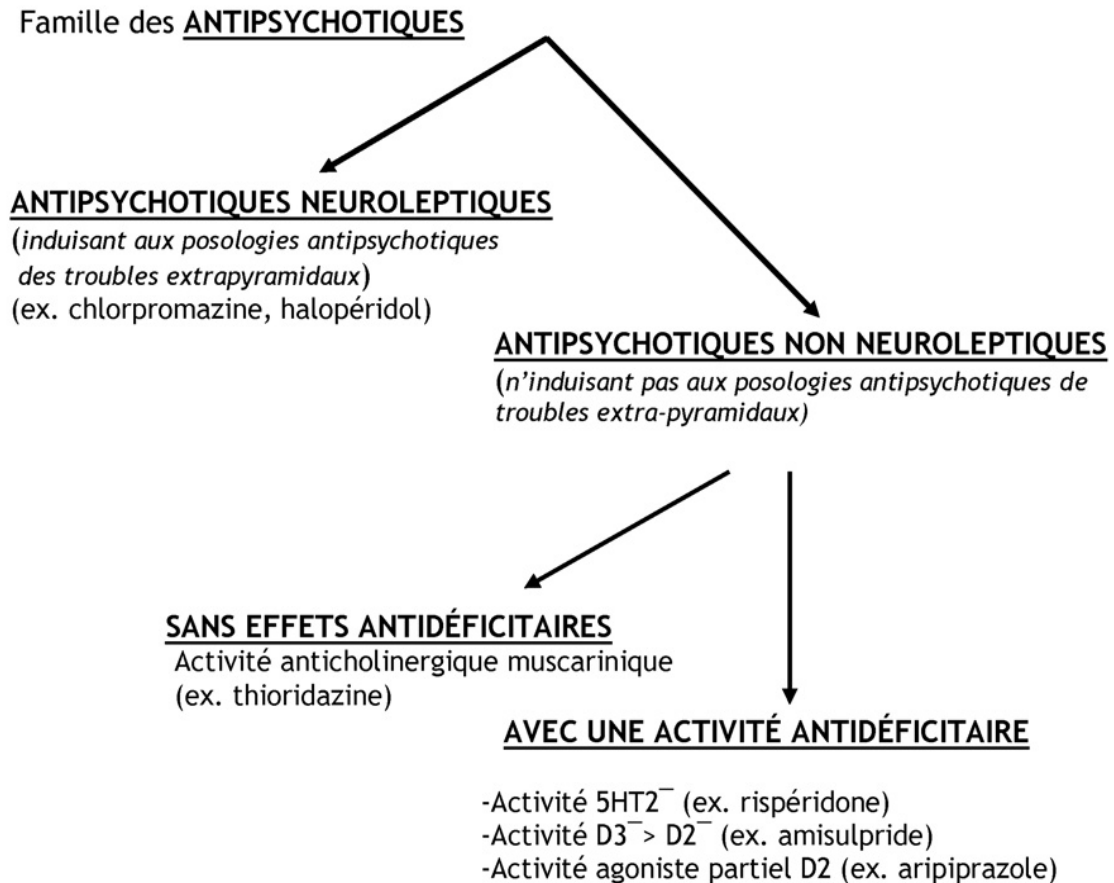 Famille des ANTIPSYCHOTIQUES
ANTIPSYCHOTIQUES NEUROLEPTIQUES
(induisant aux posologies antipsychotiques
des troubles extrapyramidaux)
(ex. chlorpromazine, halopéridol)
ANTIPSYCHOTIQUES NON NEUROLEPTIQUES
(n'induisant pas aux posologies antipsychotiques de
troubles extra-pyramidaux)
SANS EFFETS ANTIDÉFICITAIRES
Activité anticholinergique muscarinique
(ex. thioridazine)
AVEC UNE ACTIVITÉ ANTIDÉFICITAIRE
-Activité 5HT2⁻ (ex. rispéridone)
-Activité D3⁻> D2⁻ (ex. amisulpride)
-Activité agoniste partiel D2 (ex. aripiprazole)